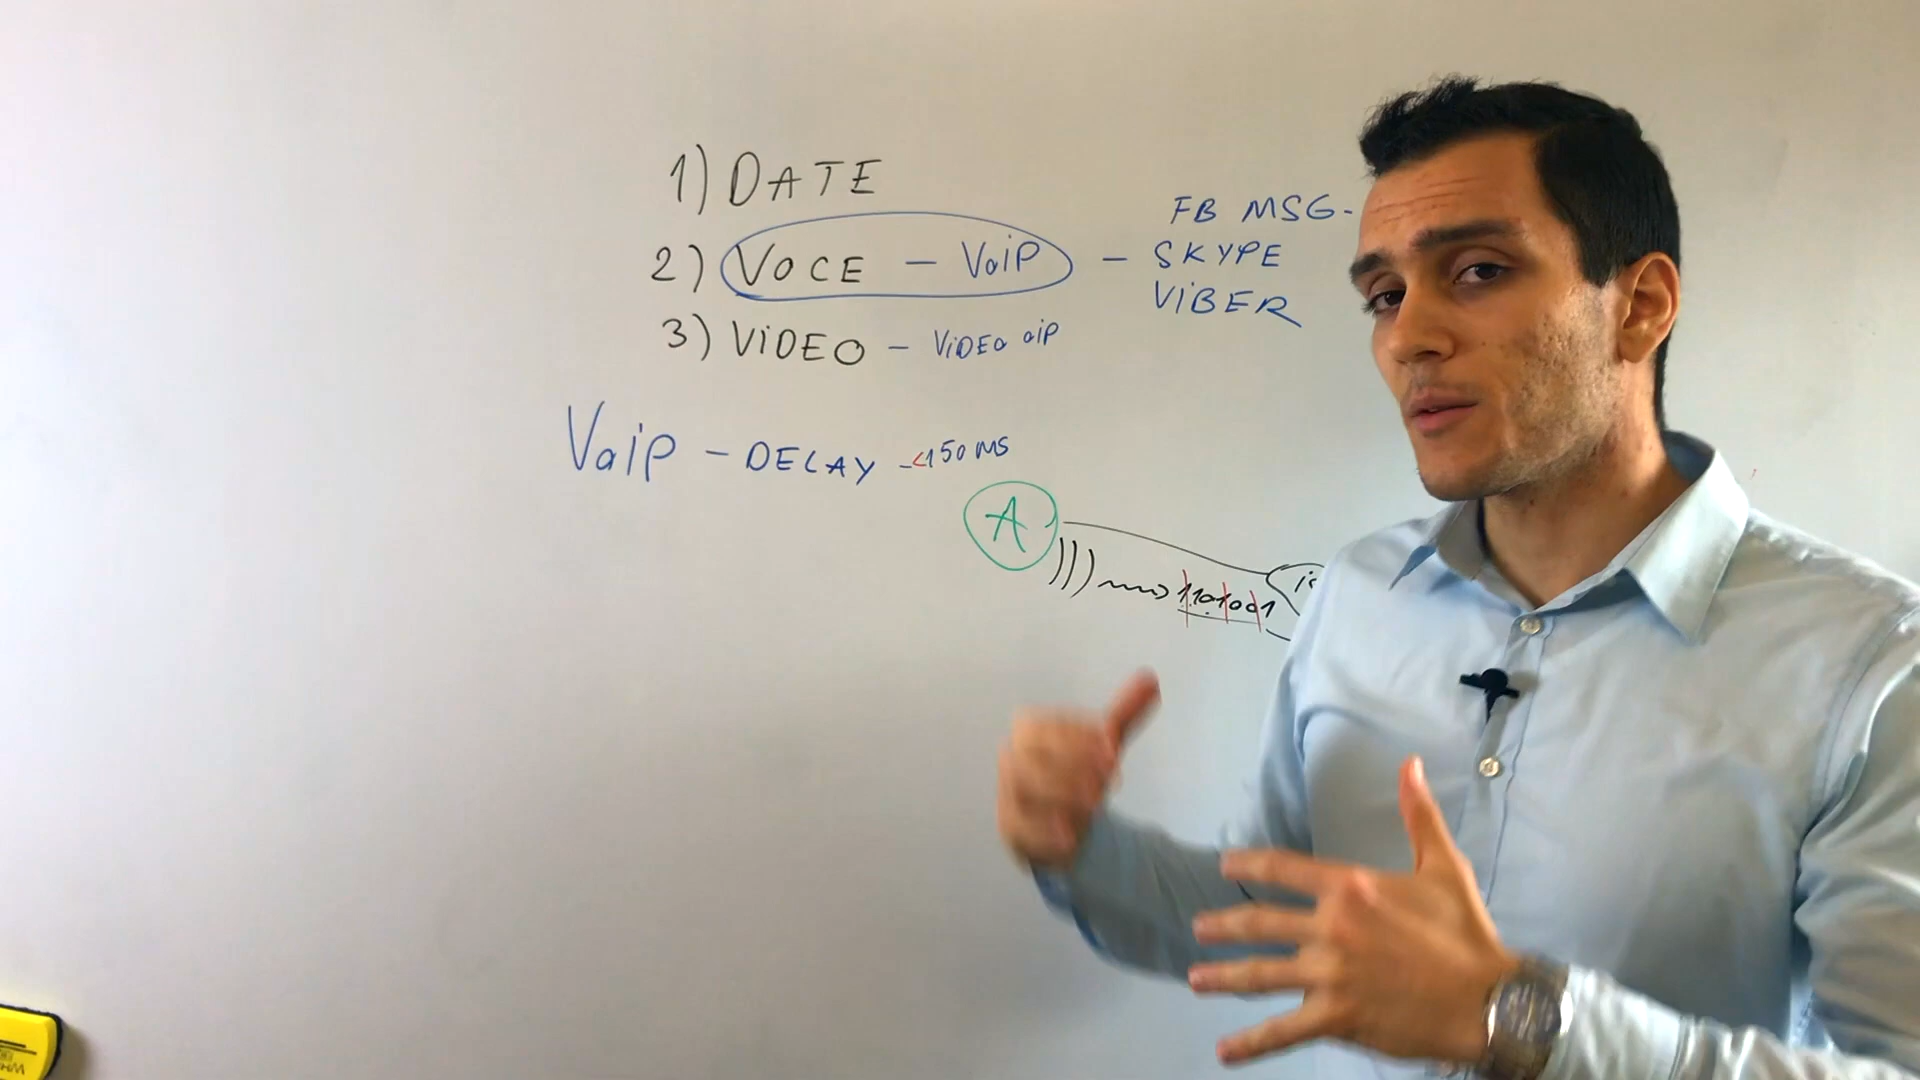 1) DATE
2) VOCE - VoiP - FB MSG.
SKYPE
VIBER
3) ViDEO - ViDEO oiP
VoiP - DELAY - <150 MS
A
))) 1101001